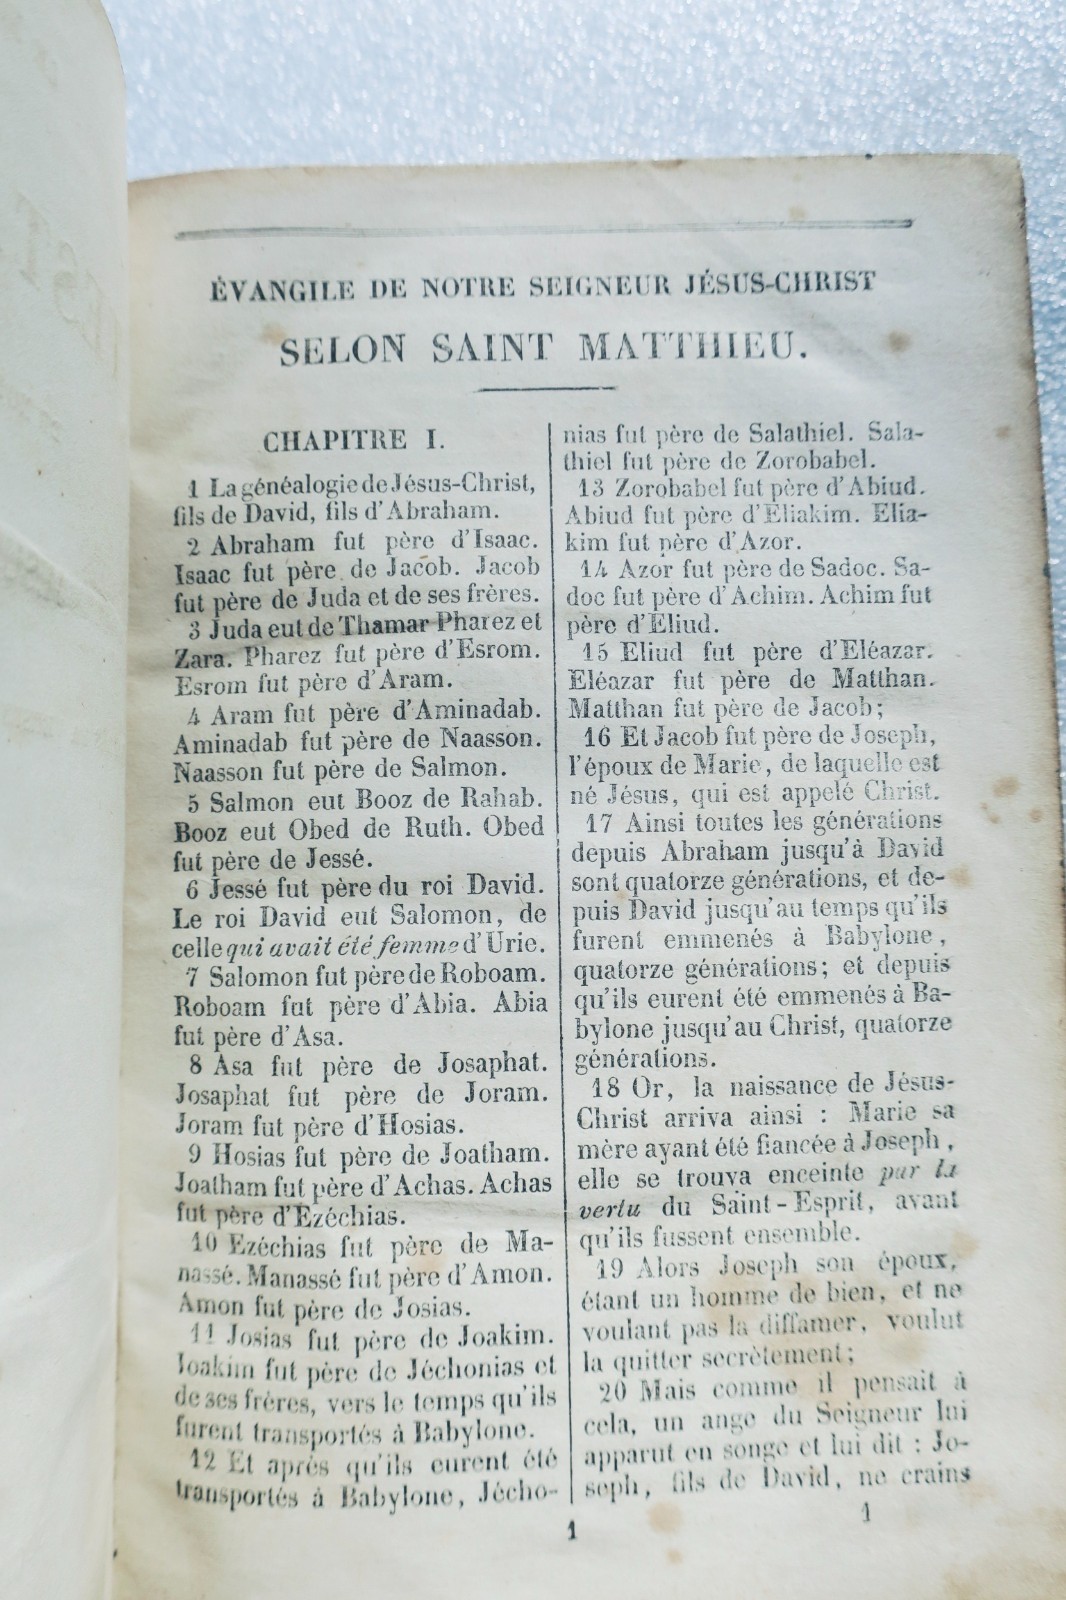 ÉVANGILE DE NOTRE SEIGNEUR JÉSUS-CHRIST
SELON SAINT MATTHIEU.
CHAPITRE I.
1 La généalogie de Jésus-Christ,
fils de David, fils d'Abraham.
2 Abraham fut père d'Isaac.
Isaac fut père de Jacob. Jacob
fut père de Juda et de ses frères.
3 Juda eut de Thamar Pharez et
Zara. Pharez fut père d'Esrom.
Esrom fut père d'Aram.
4 Aram fut père d'Aminadab.
Aminadab fut père de Naasson.
Naasson fut père de Salmon.
5 Salmon eut Booz de Rahab.
Booz eut Obed de Ruth. Obed
fut père de Jessé.
6 Jessé fut père du roi David.
Le roi David eut Salomon, de
celle qui avait été femme d'Urie.
7 Salomon fut père de Roboam.
Roboam fut père d'Abia. Abia
fut père d'Asa.
8 Asa fut père de Josaphat.
Josaphat fut père de Joram.
Joram fut père d'Hosias.
9 Hosias fut père de Joatham.
Joatham fut père d'Achas. Achas
fut père d'Ezéchias.
10 Ezéchias fut père de Ma-
nassé. Manassé fut père d'Amon.
Amon fut père de Josias.
11 Josias fut père de Joakim.
Joakim fut père de Jéchonias et
de ses frères, vers le temps qu'ils
furent transportés à Babylone.
12 Et après qu'ils eurent été
transportés à Babylone, Jécho-
nias fut père de Salathiel. Sala-
thiel fut père de Zorobabel.
13 Zorobabel fut père d'Abiud.
Abiud fut père d'Eliakim. Elia-
kim fut père d'Azor.
14 Azor fut père de Sadoc. Sa-
doc fut père d'Achim. Achim fut
père d'Eliud.
15 Eliud fut père d'Eléazar.
Eléazar fut père de Matthan.
Matthan fut père de Jacob;
16 Et Jacob fut père de Joseph,
l'époux de Marie, de laquelle est
né Jésus, qui est appelé Christ.
17 Ainsi toutes les générations
depuis Abraham jusqu'à David
sont quatorze générations, et de-
puis David jusqu'au temps qu'ils
furent emmenés à Babylone,
quatorze générations; et depuis
qu'ils eurent été emmenés à Ba-
bylone jusqu'au Christ, quatorze
générations.
18 Or, la naissance de Jésus-
Christ arriva ainsi : Marie sa
mère ayant été fiancée à Joseph,
elle se trouva enceinte par la
vertu du Saint-Esprit, avant
qu'ils fussent ensemble.
19 Alors Joseph son époux,
étant un homme de bien, et ne
voulant pas la diffamer, voulut
la quitter secrètement;
20 Mais comme il pensait à
cela, un ange du Seigneur lui
apparut en songe et lui dit : Jo-
seph, fils de David, ne crains
1
1